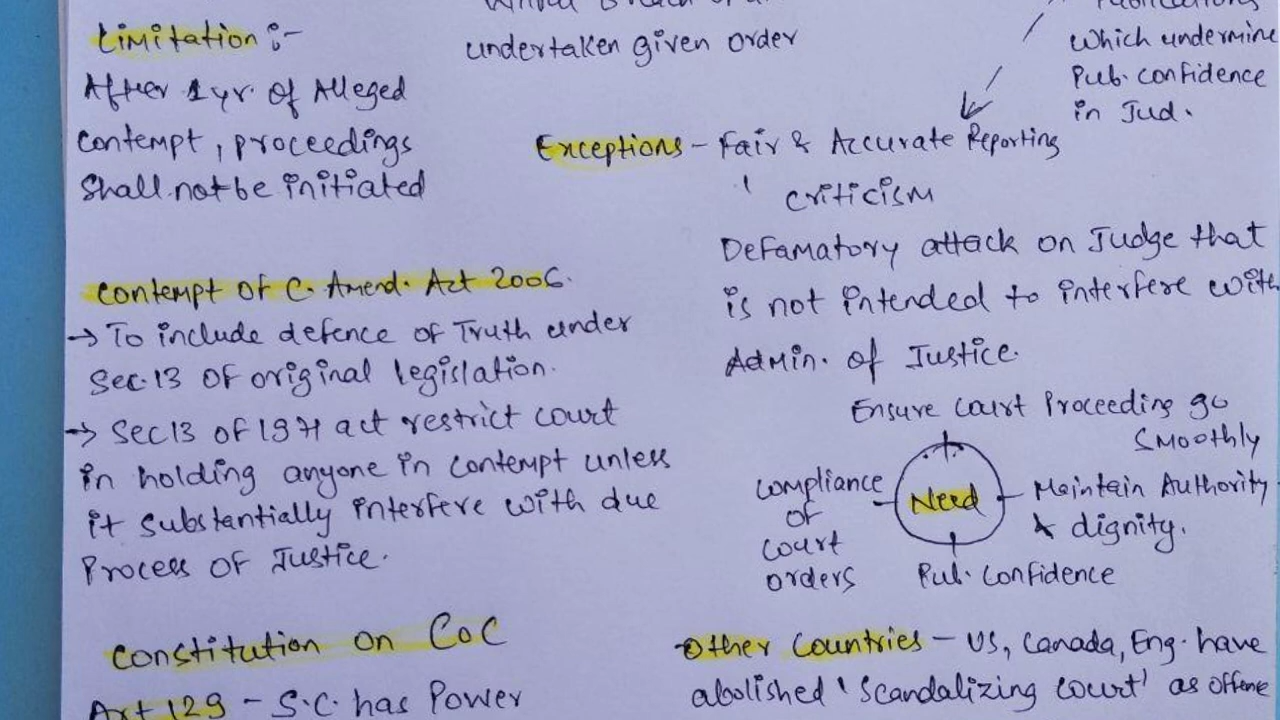 Limitation :-
After 1 yr. of Alleged
contempt, proceedings
shall not be initiated
undertaken given order
Publications
which undermine
Pub. confidence
in Jud.
Exceptions - Fair & Accurate Reporting
' criticism
Defamatory attack on Judge that
is not intended to interfere with
Admin. of Justice.
contempt of C. Amend. Act 2006.
→ To include defence of Truth under
Sec.13 of original legislation.
→ Sec 13 of 1971 act restrict court
in holding anyone in contempt unless
it substantially interfere with due
Process of Justice.
Ensure Court Proceeding go
smoothly
Need
Maintain Authority
& dignity.
Pub. Confidence
compliance
of
court
orders
Constitution on CoC
Art 129 - S.C. has Power
Other Countries - US, Canada, Eng. have
abolished 'Scandalizing court' as offene